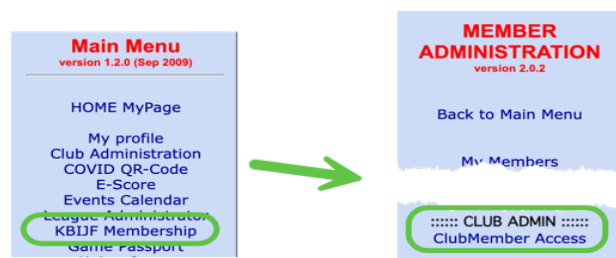 Main Menu
version 1.2.0 (Sep 2009)
HOME MyPage
My profile
Club Administration
COVID QR-Code
E-Score
Events Calendar
League Administrator
KBIJF Membership
Game Passport
MEMBER
ADMINISTRATION
version 2.0.2
Back to Main Menu
My Members
:::::: CLUB ADMIN ::::::
ClubMember Access